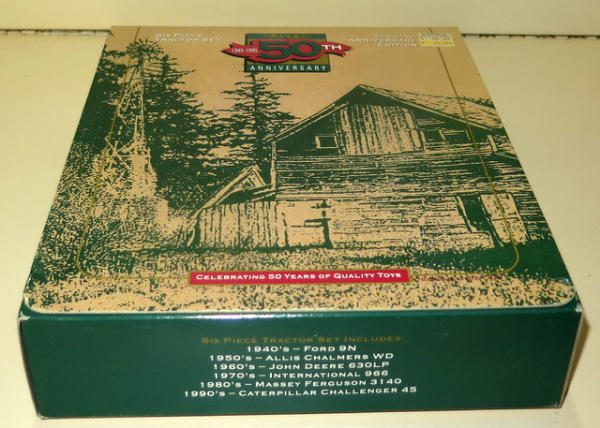 SIX PIECE
TRACTOR SET
1945-1995
50TH
ANNIVERSARY
SPECIAL
ANNIVERSARY
EDITION
CELEBRATING 50 YEARS OF QUALITY TOYS
SIX PIECE TRACTOR SET INCLUDES:
1940's – FORD 9N
1950's – ALLIS CHALMERS WD
1960's – JOHN DEERE 630LP
1970's – INTERNATIONAL 966
1980's – MASSEY FERGUSON 3140
1990's – CATERPILLAR CHALLENGER 45